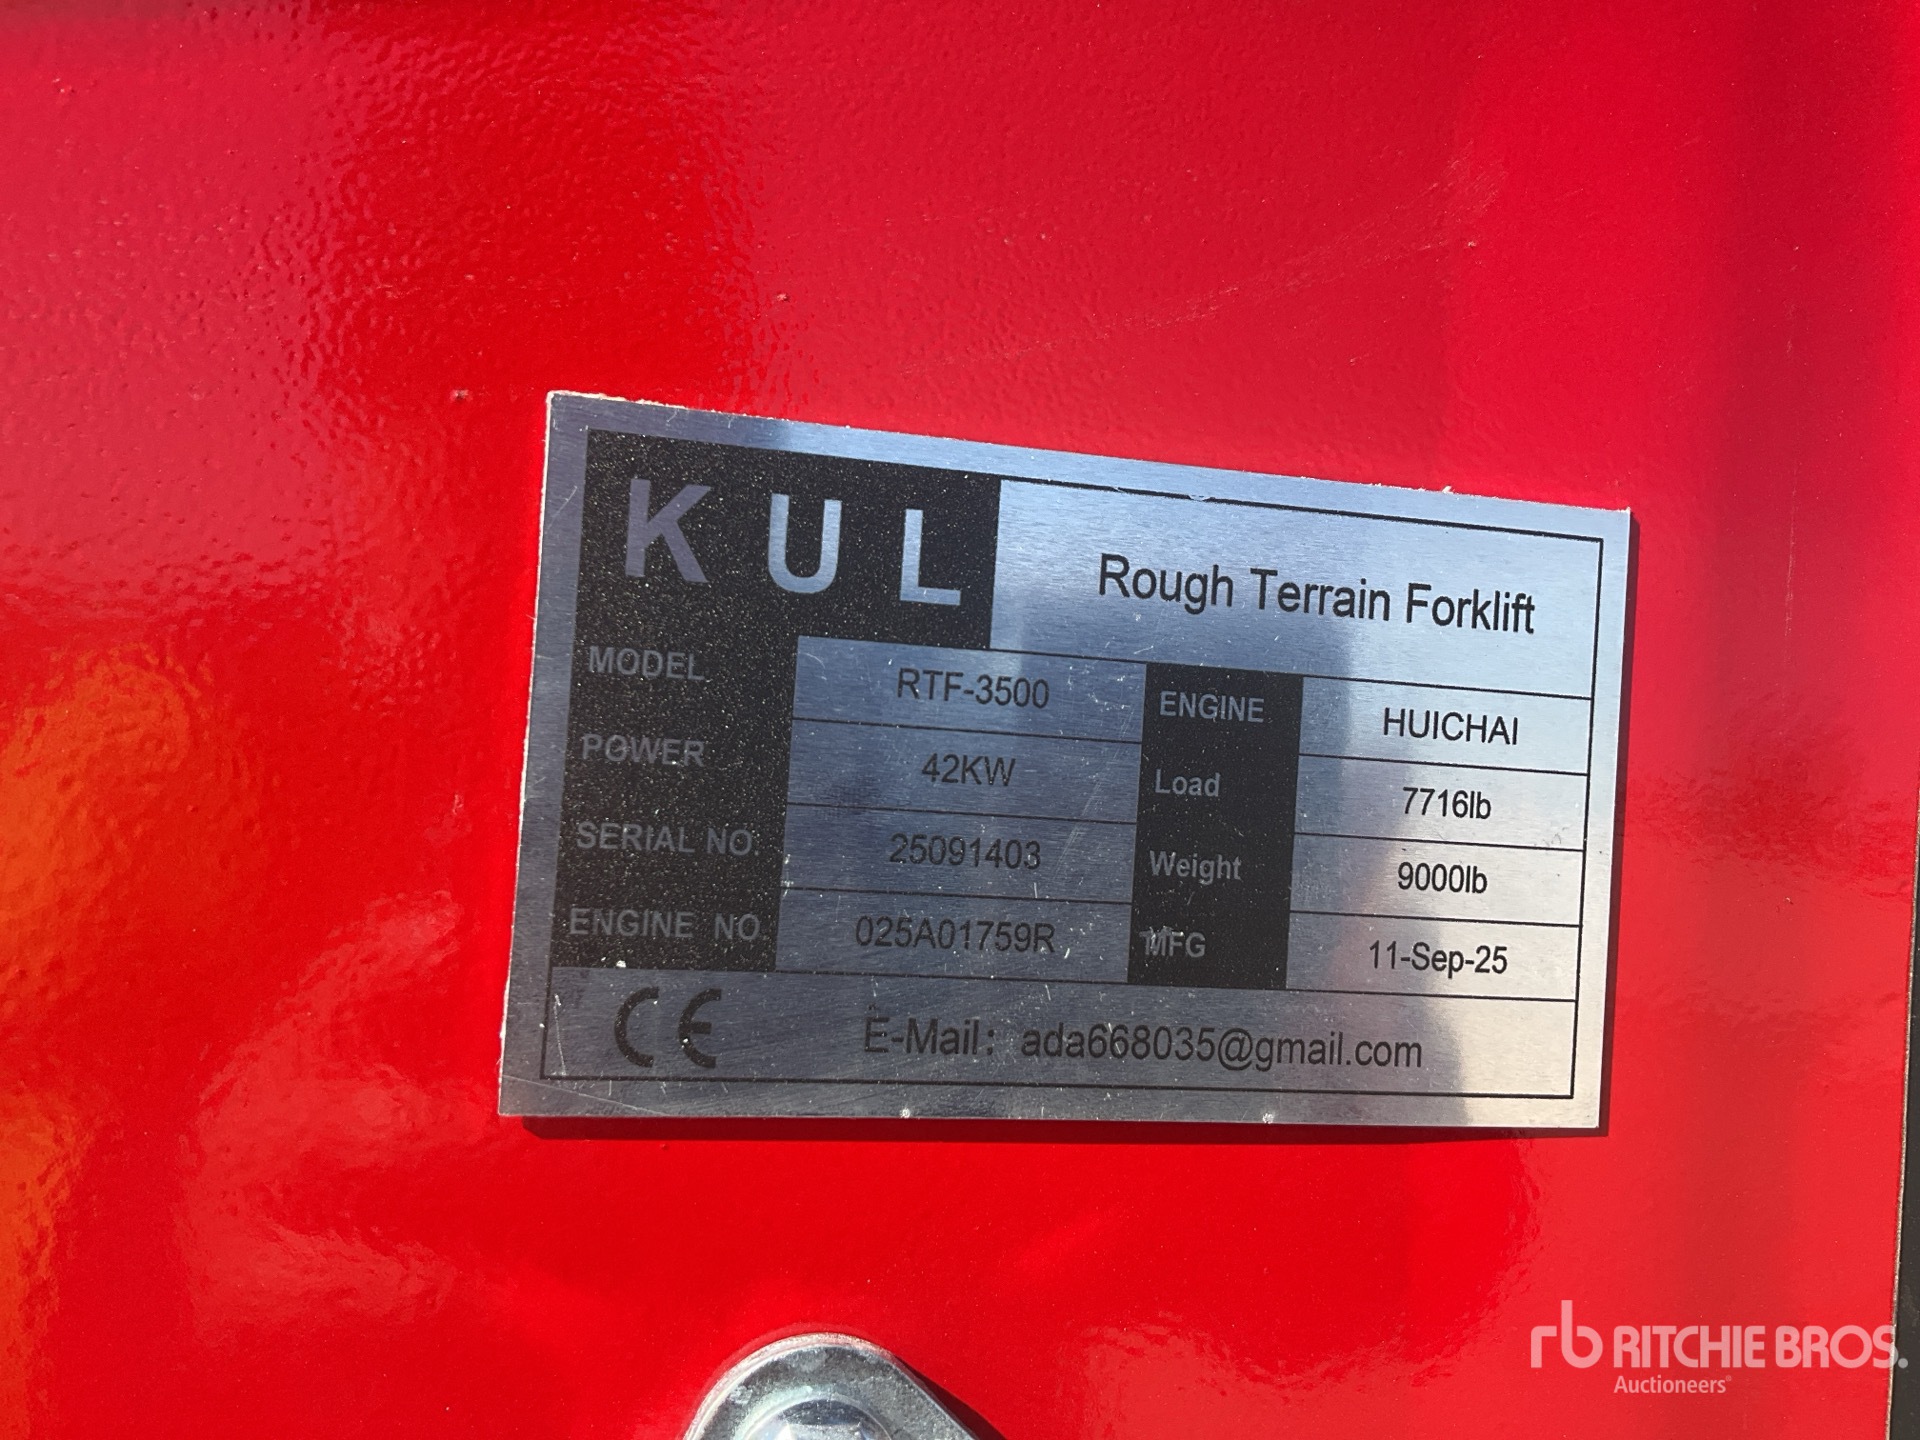 KUL Rough Terrain Forklift
MODEL RTF-3500 ENGINE HUICHAI
POWER 42KW Load 7716lb
SERIAL NO. 25091403 Weight 9000lb
ENGINE NO 025A01759R MFG 11-Sep-25
CE E-Mail: ada668035@gmail.com
rb RITCHIE BROS.
Auctioneers